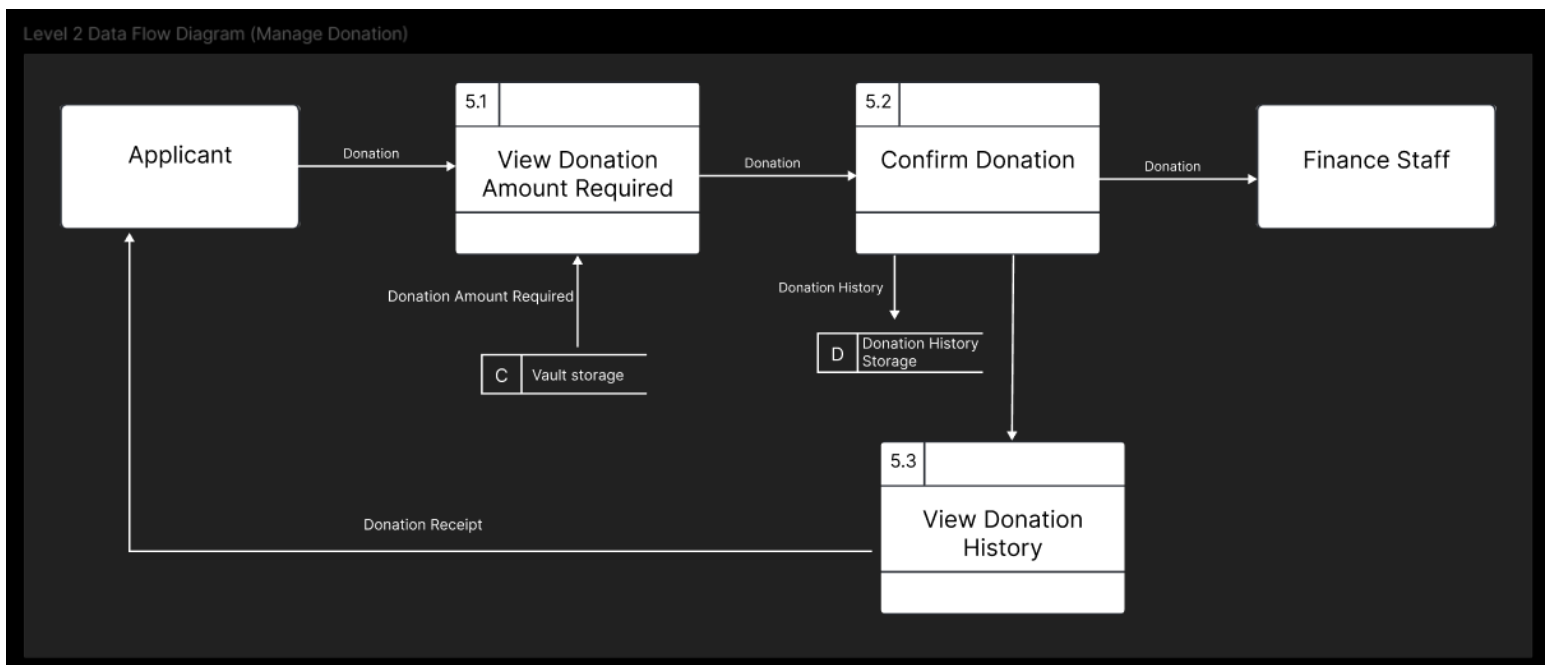 Level 2 Data Flow Diagram (Manage Donation)
Applicant
Donation
5.1
View Donation
Amount Required
Donation
5.2
Confirm Donation
Donation
Finance Staff
Donation Amount Required
C
Vault storage
Donation History
D
Donation History
Storage
5.3
View Donation
History
Donation Receipt